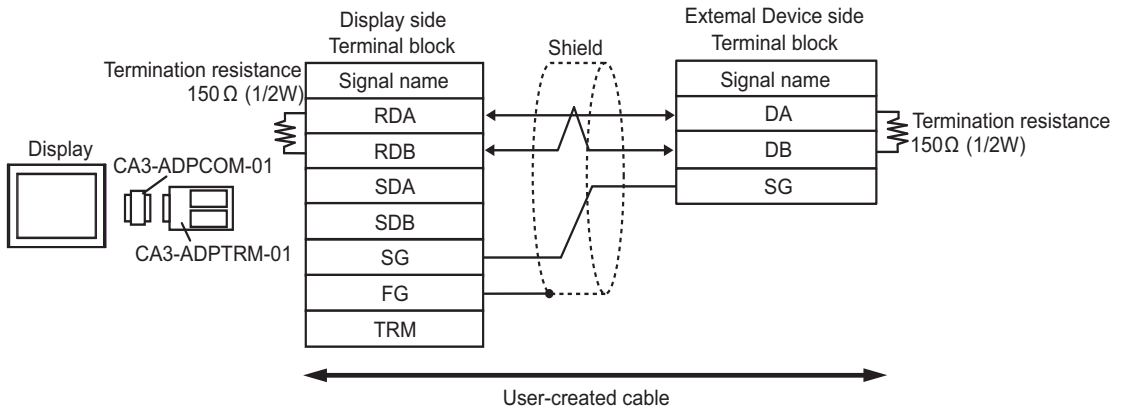 Display side
Terminal block
External Device side
Terminal block
Shield
Termination resistance
150Ω (1/2W)
Signal name
RDA
RDB
SDA
SDB
SG
FG
TRM
Signal name
DA
DB
SG
Termination resistance
150Ω (1/2W)
Display
CA3-ADPCOM-01
CA3-ADPTRM-01
User-created cable